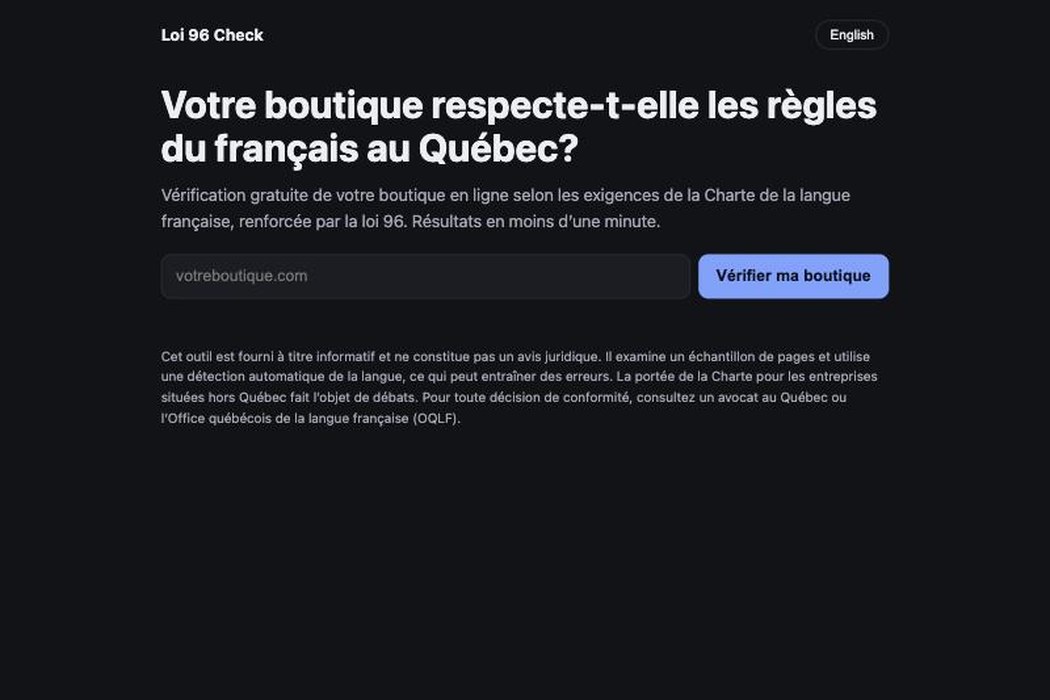 Loi 96 Check
English
Votre boutique respecte-t-elle les règles
du français au Québec?
Vérification gratuite de votre boutique en ligne selon les exigences de la Charte de la langue
française, renforcée par la loi 96. Résultats en moins d’une minute.
votreboutique.com
Vérifier ma boutique
Cet outil est fourni à titre informatif et ne constitue pas un avis juridique. Il examine un échantillon de pages et utilise
une détection automatique de la langue, ce qui peut entraîner des erreurs. La portée de la Charte pour les entreprises
situées hors Québec fait l’objet de débats. Pour toute décision de conformité, consultez un avocat au Québec ou
l’Office québécois de la langue française (OQLF).